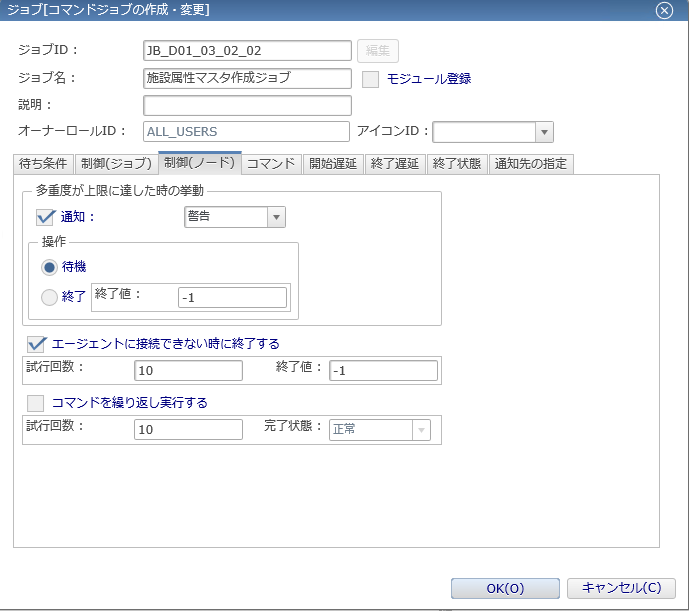 ジョブ[コマンドジョブの作成・変更]
ジョブID： JB_D01_03_02_02 編集
ジョブ名： 施設属性マスタ作成ジョブ モジュール登録
説明：
オーナーロールID： ALL_USERS アイコンID：
待ち条件 制御(ジョブ) 制御(ノード) コマンド 開始遅延 終了遅延 終了状態 通知先の指定
多重度が上限に達した時の挙動
通知： 警告
操作
待機
終了 終了値： -1
エージェントに接続できない時に終了する
試行回数： 10 終了値： -1
コマンドを繰り返し実行する
試行回数： 10 完了状態： 正常
OK(O) キャンセル(C)